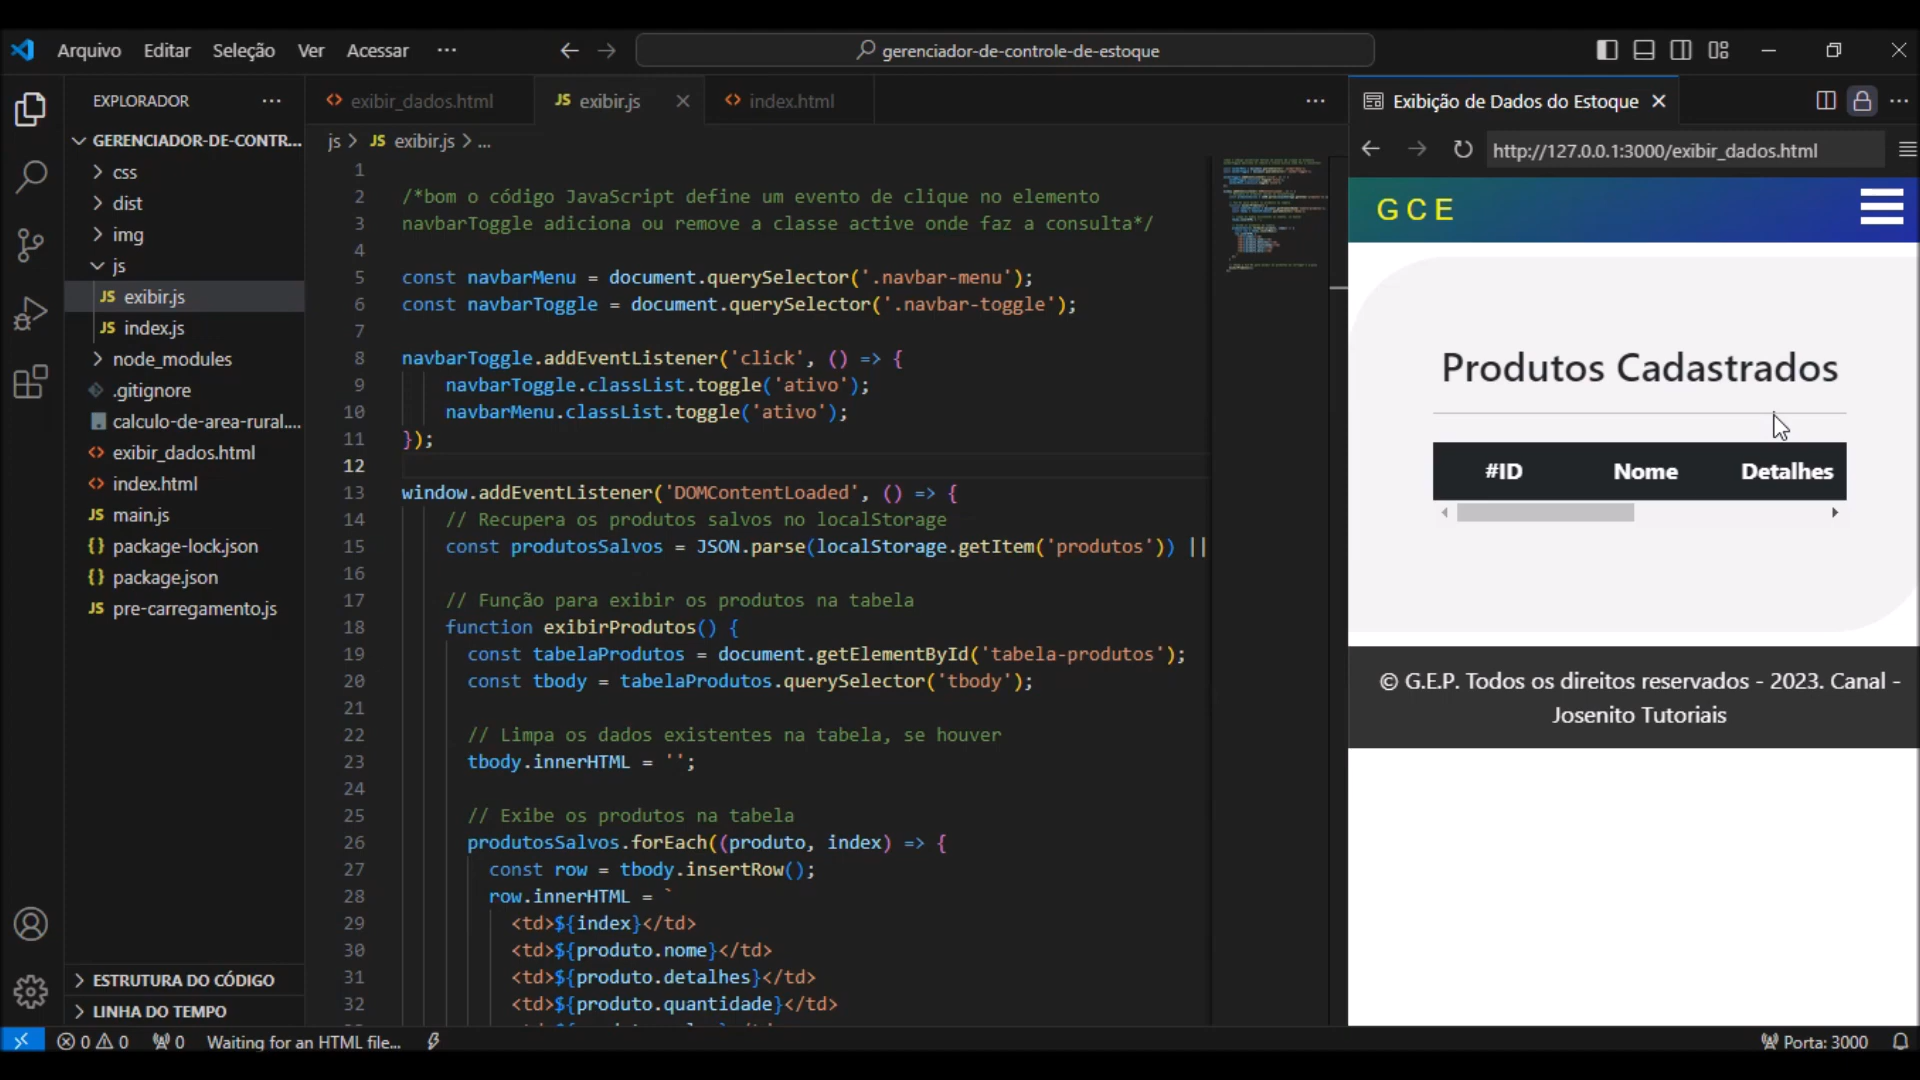 Arquivo Editar Seleção Ver Acessar ···
gerenciador-de-controle-de-estoque
EXPLORADOR ···
GERENCIADOR-DE-CONTR...
css
dist
img
js
JS exibir.js
JS index.js
node_modules
.gitignore
calculo-de-area-rural....
<> exibir_dados.html
<> index.html
JS main.js
{} package-lock.json
{} package.json
JS pre-carregamento.js
ESTRUTURA DO CÓDIGO
LINHA DO TEMPO
<> exibir_dados.html JS exibir.js <> index.html ···
js > JS exibir.js > ...
1
2 /*bom o código JavaScript define um evento de clique no elemento
3 navbarToggle adiciona ou remove a classe active onde faz a consulta*/
4
5 const navbarMenu = document.querySelector('.navbar-menu');
6 const navbarToggle = document.querySelector('.navbar-toggle');
7
8 navbarToggle.addEventListener('click', () => {
9 navbarToggle.classList.toggle('ativo');
10 navbarMenu.classList.toggle('ativo');
11 });
12
13 window.addEventListener('DOMContentLoaded', () => {
14 // Recupera os produtos salvos no localStorage
15 const produtosSalvos = JSON.parse(localStorage.getItem('produtos')) ||
16
17 // Função para exibir os produtos na tabela
18 function exibirProdutos() {
19 const tabelaProdutos = document.getElementById('tabela-produtos');
20 const tbody = tabelaProdutos.querySelector('tbody');
21
22 // Limpa os dados existentes na tabela, se houver
23 tbody.innerHTML = '';
24
25 // Exibe os produtos na tabela
26 produtosSalvos.forEach((produto, index) => {
27 const row = tbody.insertRow();
28 row.innerHTML = `
29 <td>${index}</td>
30 <td>${produto.nome}</td>
31 <td>${produto.detalhes}</td>
32 <td>${produto.quantidade}</td>
Exibição de Dados do Estoque ···
http://127.0.0.1:3000/exibir_dados.html
G C E
Produtos Cadastrados
#ID Nome Detalhes
© G.E.P. Todos os direitos reservados - 2023. Canal -
Josenito Tutoriais
0 0 0 Waiting for an HTML file... Porta: 3000